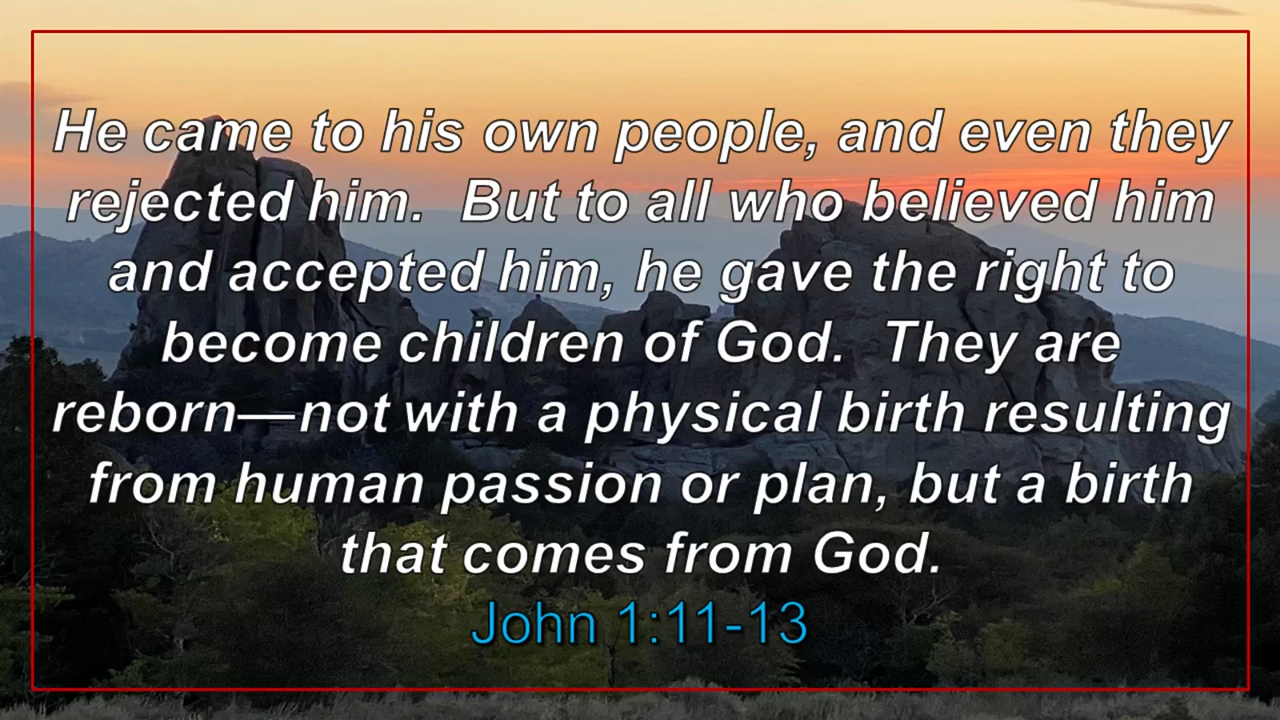 He came to his own people, and even they
rejected him.  But to all who believed him
and accepted him, he gave the right to
become children of God.  They are
reborn—not with a physical birth resulting
from human passion or plan, but a birth
that comes from God.
John 1:11-13